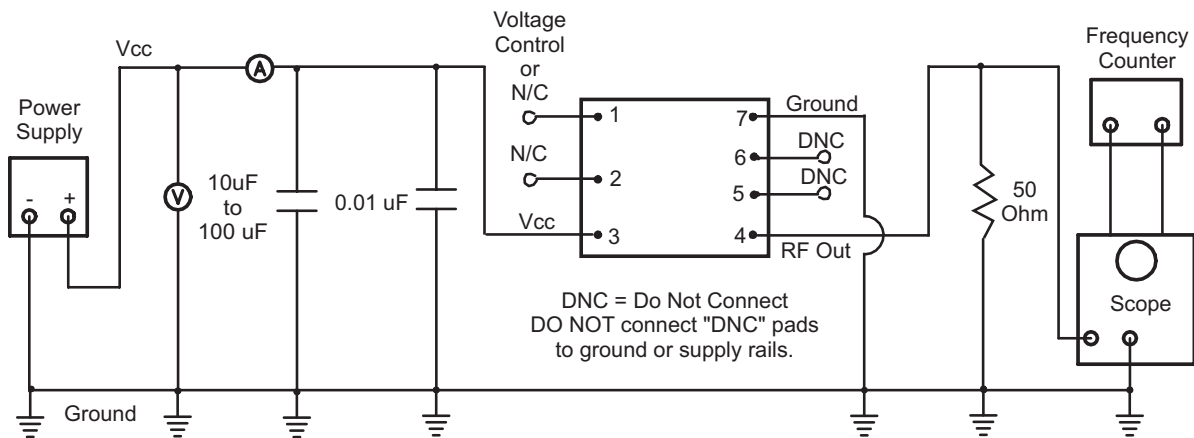 Power
Supply
-
+
Vcc
V
A
10uF
to
100 uF
0.01 uF
Voltage
Control
or
N/C
N/C
Vcc
1
2
3
7
6
5
4
Ground
DNC
DNC
RF Out
DNC = Do Not Connect
DO NOT connect "DNC" pads
to ground or supply rails.
50
Ohm
Frequency
Counter
Scope
Ground